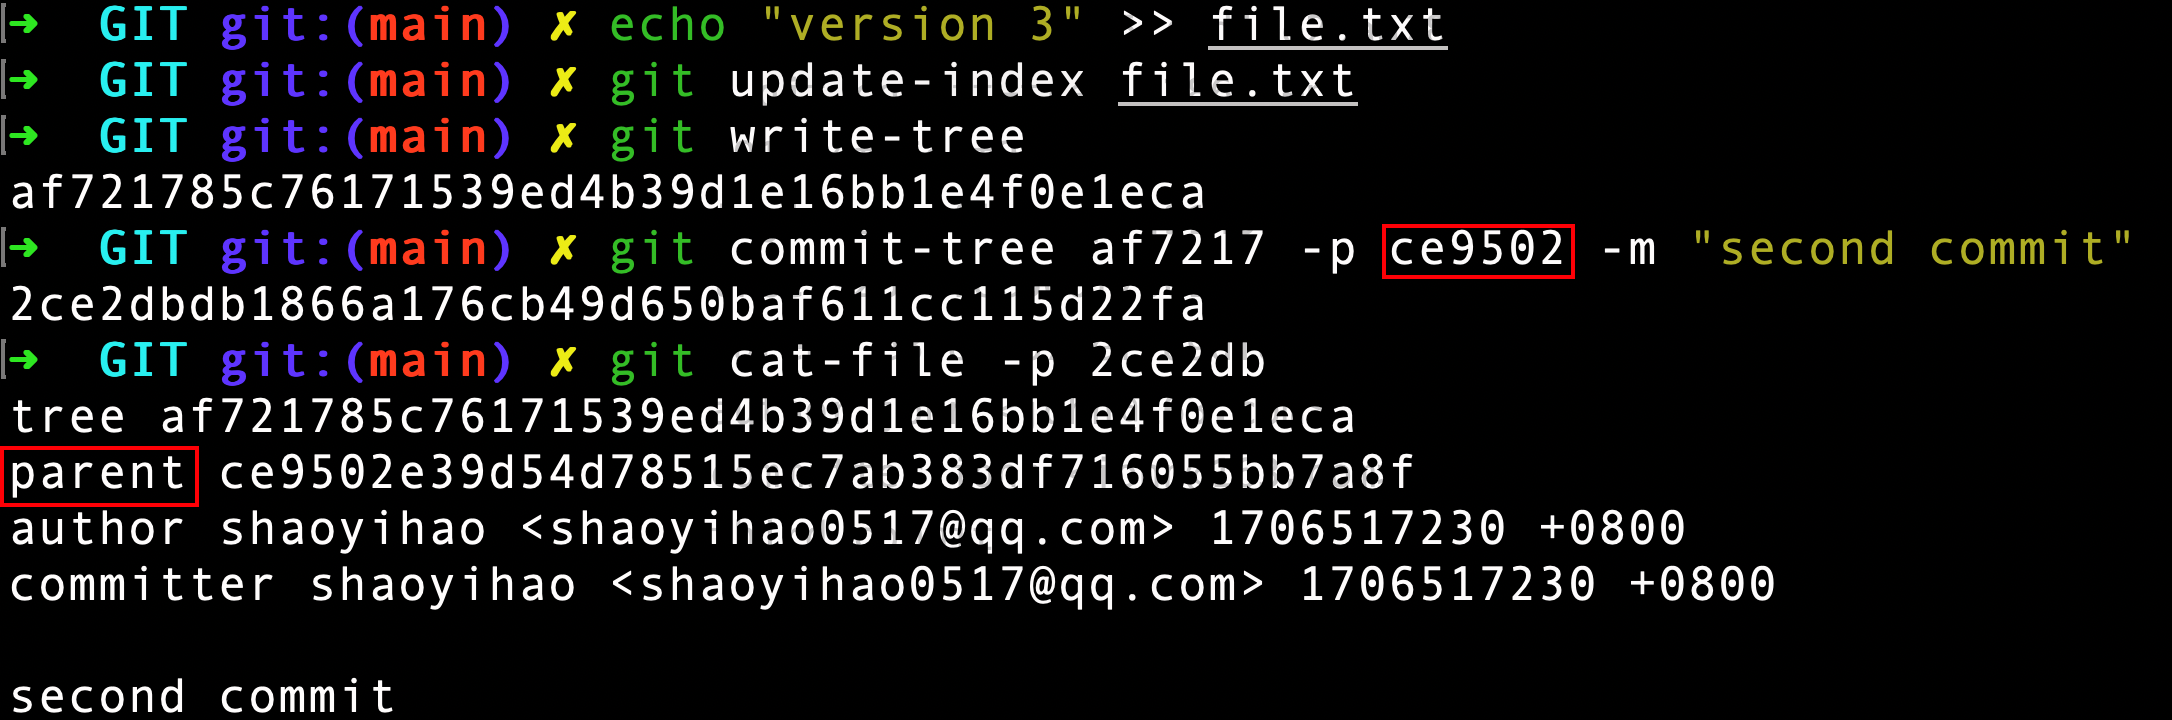 ➜ GIT git:(main) ✗ echo "version 3" >> file.txt
➜ GIT git:(main) ✗ git update-index file.txt
➜ GIT git:(main) ✗ git write-tree
af721785c76171539ed4b39d1e16bb1e4f0e1eca
➜ GIT git:(main) ✗ git commit-tree af7217 -p ce9502 -m "second commit"
2ce2dbdb1866a176cb49d650baf611cc115d22fa
➜ GIT git:(main) ✗ git cat-file -p 2ce2db
tree af721785c76171539ed4b39d1e16bb1e4f0e1eca
parent ce9502e39d54d78515ec7ab383df716055bb7a8f
author shaoyihao <shaoyihao0517@qq.com> 1706517230 +0800
committer shaoyihao <shaoyihao0517@qq.com> 1706517230 +0800
second commit